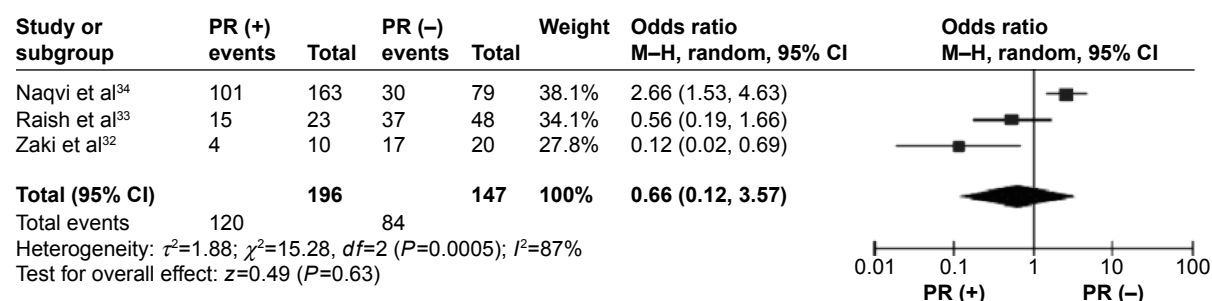 Study or subgroup PR (+) events Total PR (–) events Total Weight Odds ratio M–H, random, 95% CI Odds ratio M–H, random, 95% CI
Naqvi et al³⁴ 101 163 30 79 38.1% 2.66 (1.53, 4.63)
Raish et al³³ 15 23 37 48 34.1% 0.56 (0.19, 1.66)
Zaki et al³² 4 10 17 20 27.8% 0.12 (0.02, 0.69)
Total (95% CI) 196 147 100% 0.66 (0.12, 3.57)
Total events 120 84
Heterogeneity: τ²=1.88; χ²=15.28, df=2 (P=0.0005); I²=87%
Test for overall effect: z=0.49 (P=0.63)
0.01 0.1 1 10 100
PR (+) PR (–)